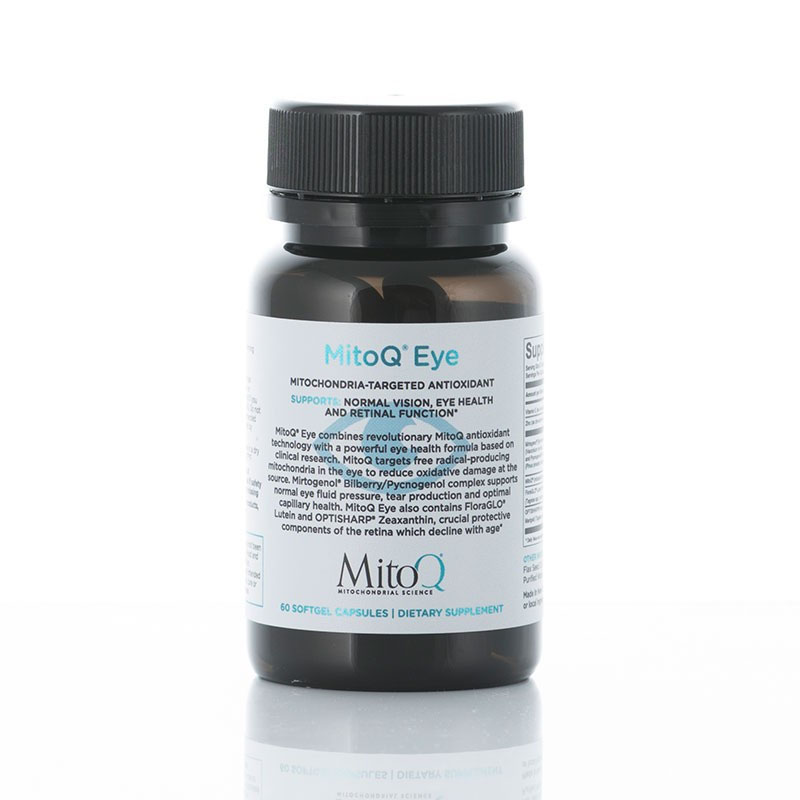 MitoQ® Eye
MITOCHONDRIA-TARGETED ANTIOXIDANT
SUPPORTS: NORMAL VISION, EYE HEALTH
AND RETINAL FUNCTION*
MitoQ® Eye combines revolutionary MitoQ antioxidant
technology with a powerful eye health formula based on
clinical research. MitoQ targets free radical-producing
mitochondria in the eye to reduce oxidative damage at the
source. Mirtogenol® Bilberry/Pycnogenol complex supports
normal eye fluid pressure, tear production and optimal
capillary health. MitoQ Eye also contains FloraGLO®
Lutein and OPTISHARP® Zeaxanthin, crucial protective
components of the retina which decline with age*
MitoQ®
MITOCHONDRIAL SCIENCE
60 SOFTGEL CAPSULES | DIETARY SUPPLEMENT